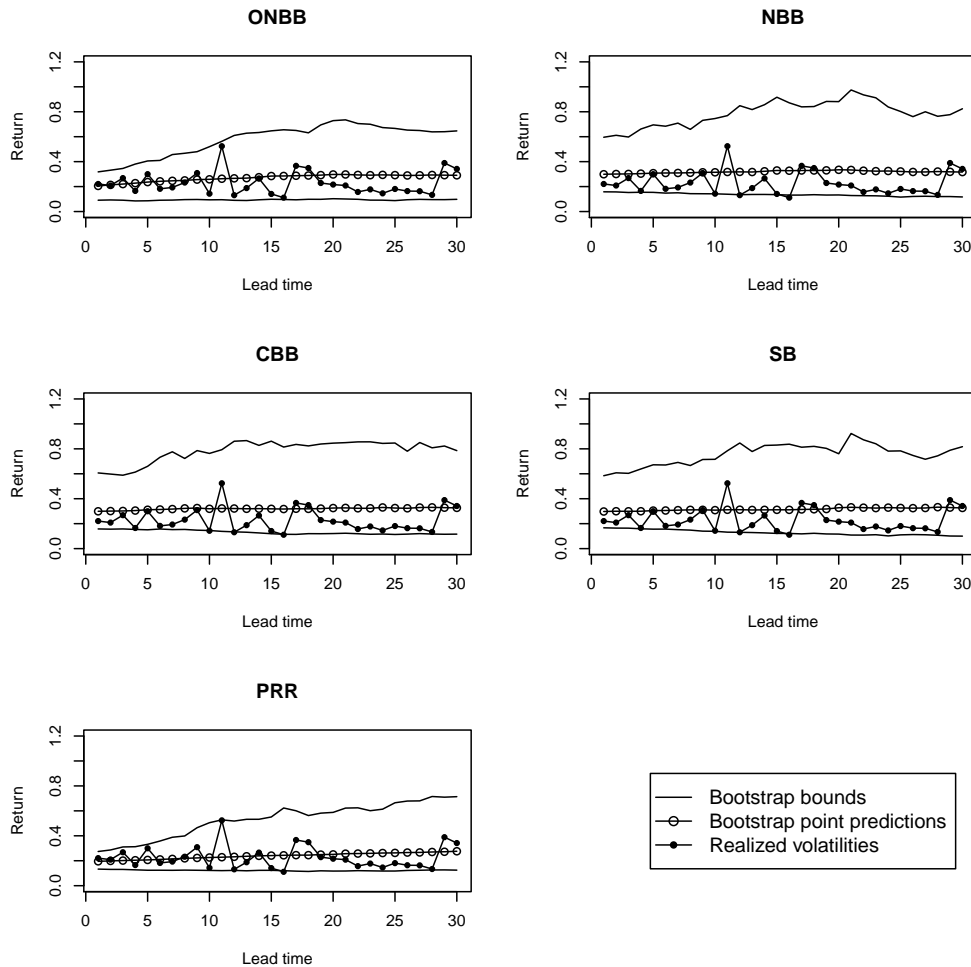 ONBB
Return
0.0 0.4 0.8 1.2
0 5 10 15 20 25 30
Lead time
NBB
Return
0.0 0.4 0.8 1.2
0 5 10 15 20 25 30
Lead time
CBB
Return
0.0 0.4 0.8 1.2
0 5 10 15 20 25 30
Lead time
SB
Return
0.0 0.4 0.8 1.2
0 5 10 15 20 25 30
Lead time
PRR
Return
0.0 0.4 0.8 1.2
0 5 10 15 20 25 30
Lead time
Bootstrap bounds
Bootstrap point predictions
Realized volatilities